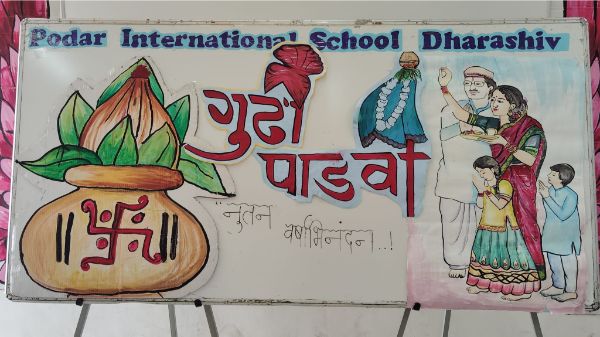 Podar International School Dharashiv
गुढी
पाडवा
"नुतन
वर्षाभिनंदन..!